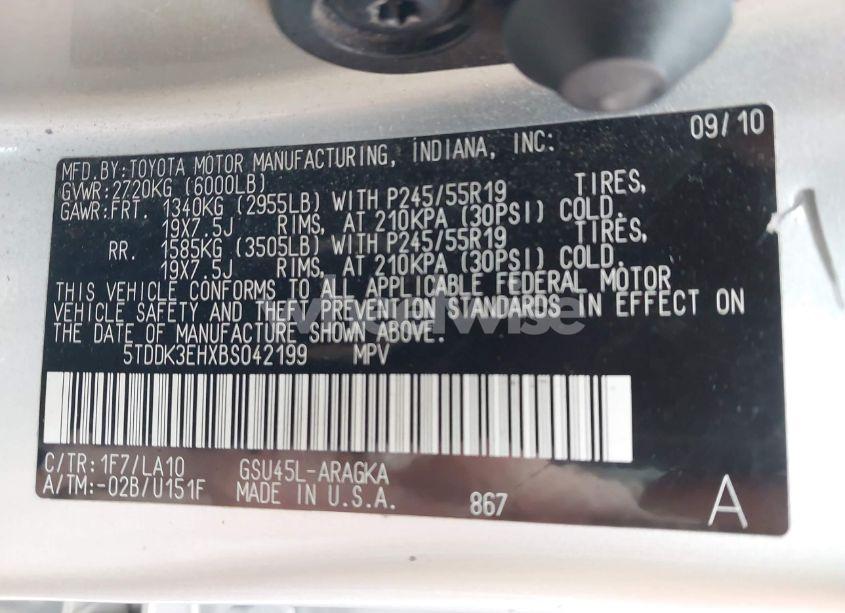 09/10
MFD.BY:TOYOTA MOTOR MANUFACTURING, INDIANA, INC:
GVWR:2720KG (6000LB)
GAWR:FRT. 1340KG (2955LB) WITH P245/55R19 TIRES,
19X7.5J RIMS, AT 210KPA (30PSI) COLD.
RR. 1585KG (3505LB) WITH P245/55R19 TIRES,
19X7.5J RIMS, AT 210KPA (30PSI) COLD.
THIS VEHICLE CONFORMS TO ALL APPLICABLE FEDERAL MOTOR
VEHICLE SAFETY AND THEFT PREVENTION STANDARDS IN EFFECT ON
THE DATE OF MANUFACTURE SHOWN ABOVE.
5TDDK3EHXBS042199 MPV
C/TR:1F7/LA10 GSU45L-ARAGKA
A/TM:-02B/U151F MADE IN U.S.A. 867 A